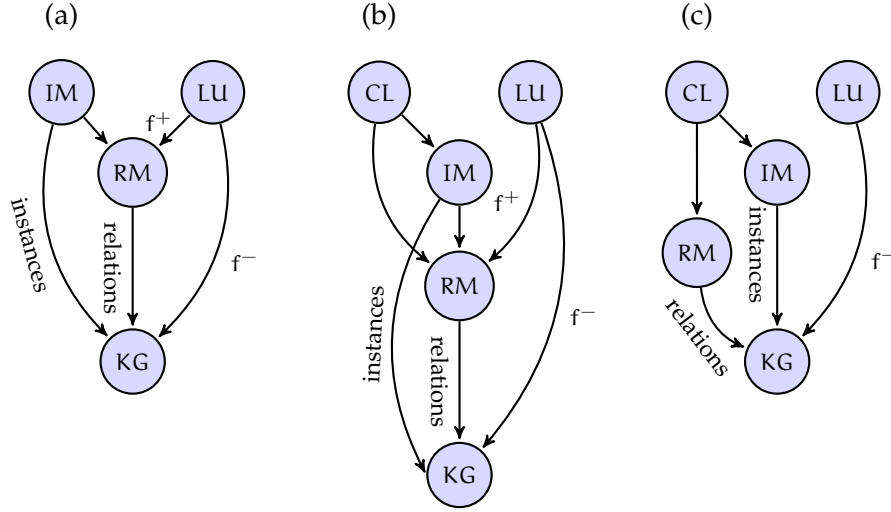 (a)
IM
LU
f⁺
RM
instances
relations
f⁻
KG
(b)
CL
LU
IM
f⁺
RM
instances
relations
f⁻
KG
(c)
CL
LU
IM
RM
instances
relations
f⁻
KG